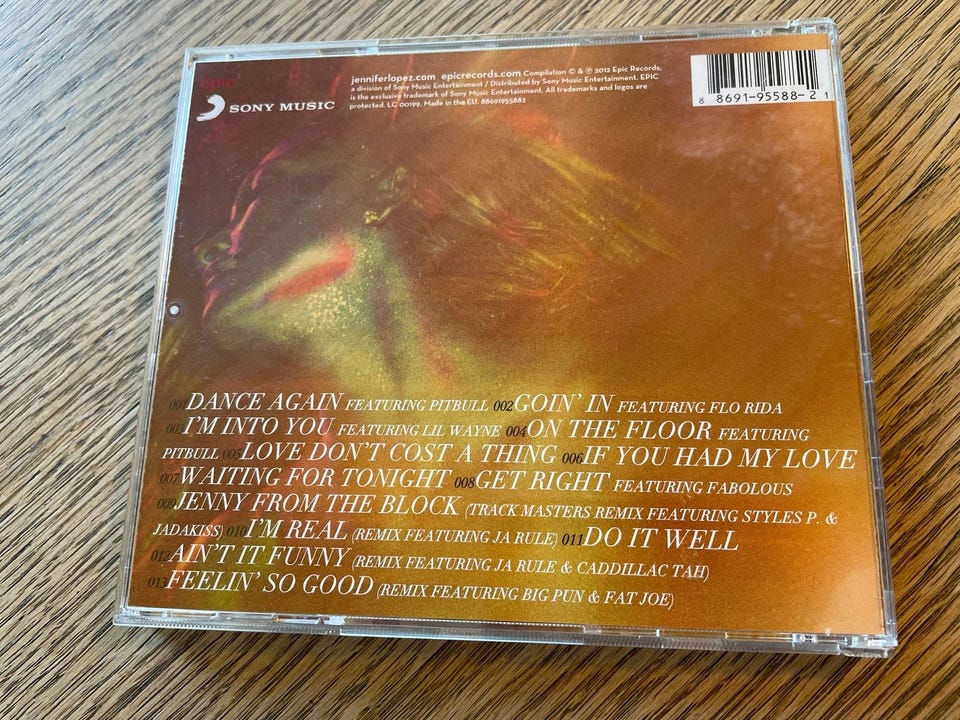 SONY MUSIC
jenniferlopez.com epicrecords.com Compilation © & ℗ 2012 Epic Records,
a division of Sony Music Entertainment / Distributed by Sony Music Entertainment. EPIC
is the exclusive trademark of Sony Music Entertainment. All trademarks and logos are
protected. LC 00199. Made in the EU. 88691955882
8 8691-95588-2 1
001 DANCE AGAIN FEATURING PITBULL 002 GOIN' IN FEATURING FLO RIDA
003 I'M INTO YOU FEATURING LIL WAYNE 004 ON THE FLOOR FEATURING
PITBULL 005 LOVE DON'T COST A THING 006 IF YOU HAD MY LOVE
007 WAITING FOR TONIGHT 008 GET RIGHT FEATURING FABOLOUS
009 JENNY FROM THE BLOCK (TRACK MASTERS REMIX FEATURING STYLES P. &
JADAKISS) 010 I'M REAL (REMIX FEATURING JA RULE) 011 DO IT WELL
012 AIN'T IT FUNNY (REMIX FEATURING JA RULE & CADDILLAC TAH)
013 FEELIN' SO GOOD (REMIX FEATURING BIG PUN & FAT JOE)